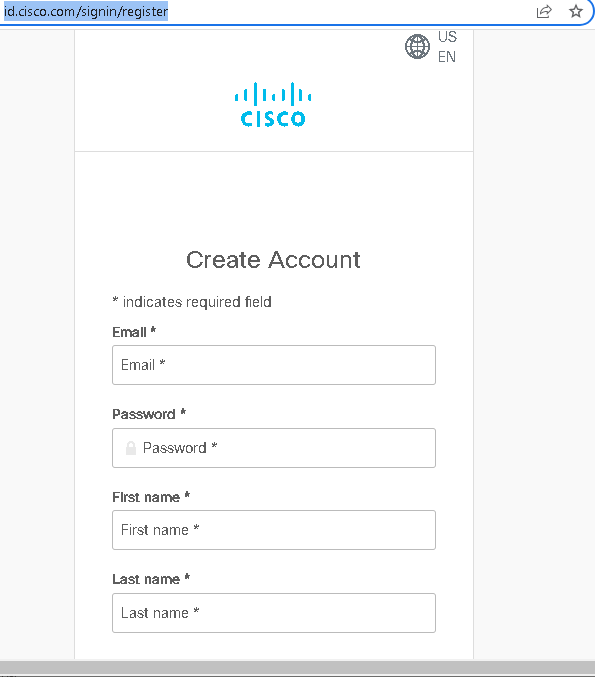 id.cisco.com/signin/register
US
EN
CISCO
Create Account
* indicates required field
Email *
Email *
Password *
Password *
First name *
First name *
Last name *
Last name *